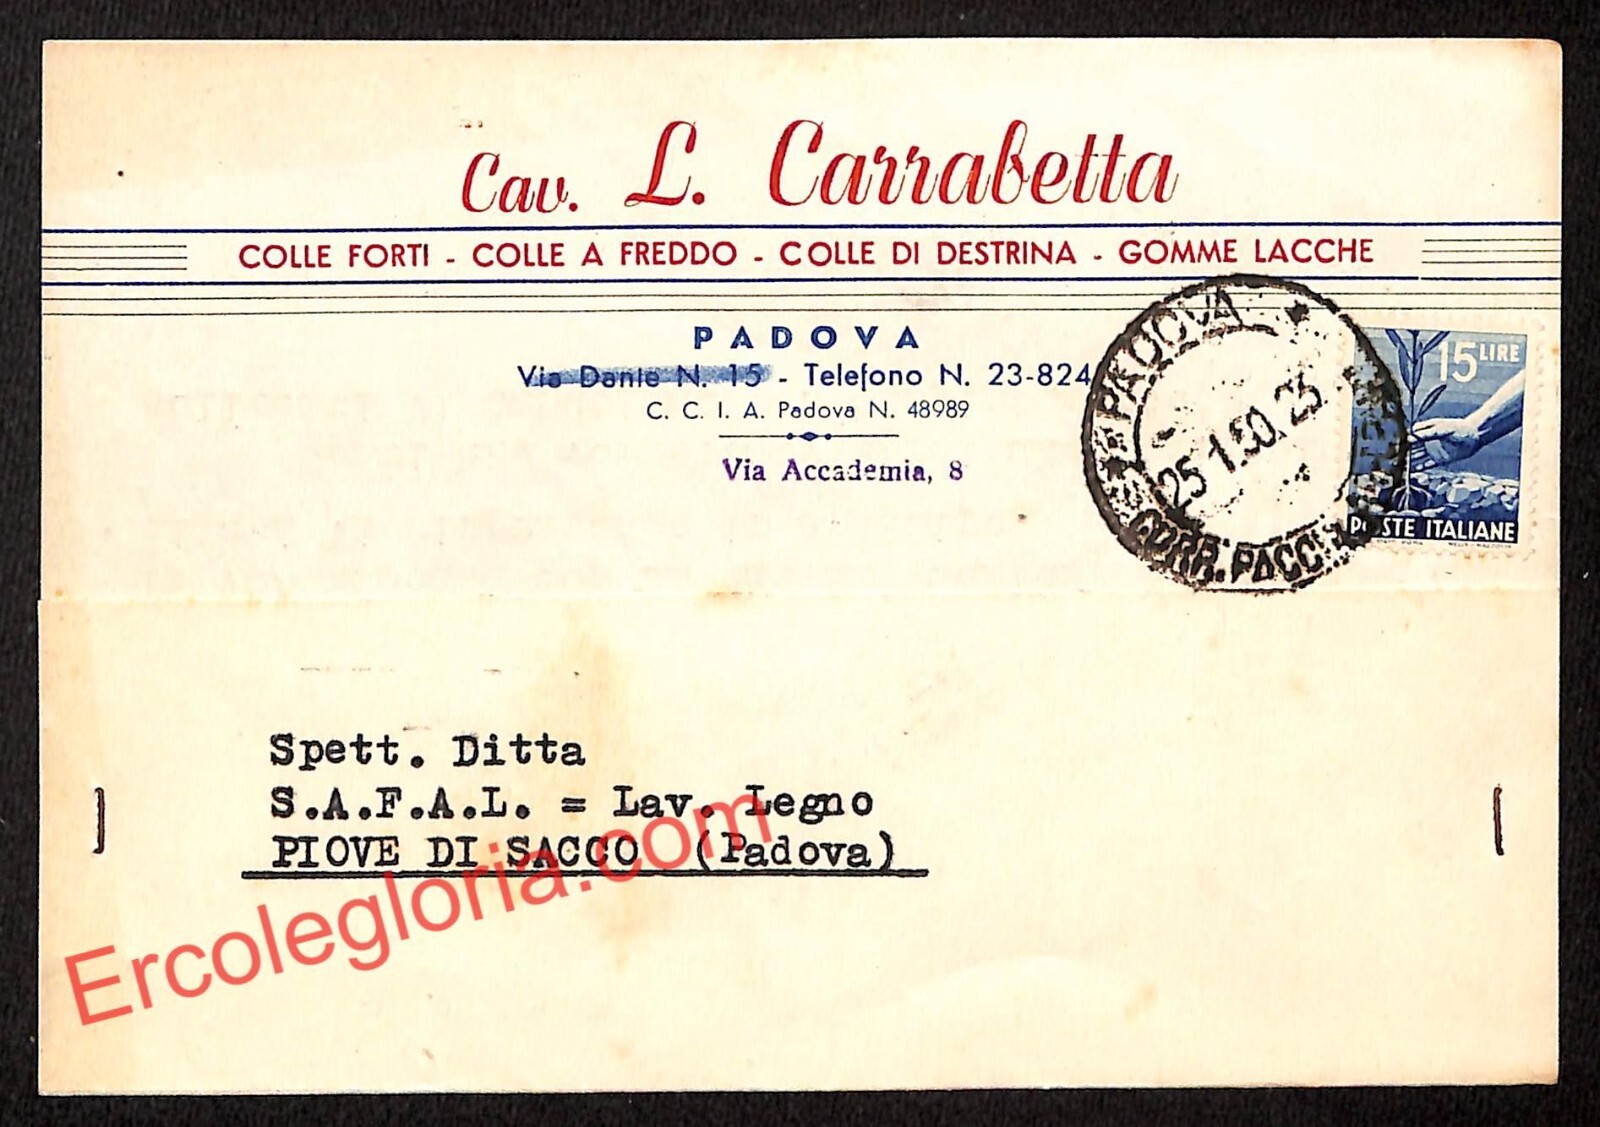 Cav. L. Carrabetta
COLLE FORTI - COLLE A FREDDO - COLLE DI DESTRINA - GOMME LACCHE
PADOVA
Via Dante N. 15 - Telefono N. 23-824
C. C. I. A. Padova N. 48989
Via Accademia, 8
PADOVA
25.1.50.23
CORR. PACCHI
15 LIRE
POSTE ITALIANE
Spett. Ditta
S.A.F.A.L. = Lav. Legno
PIOVE DI SACCO (Padova)
Ercolegloria.com